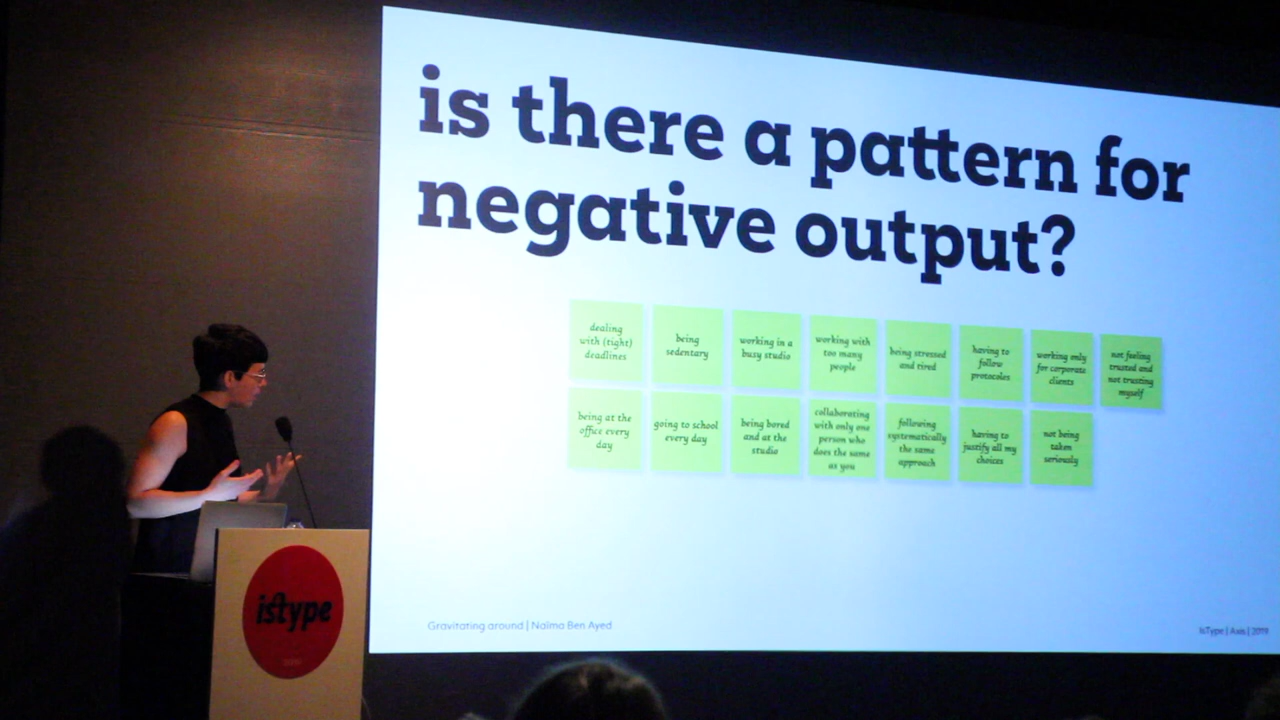 is there a pattern for
negative output?
dealing
with (tight)
deadlines
being
sedentary
working in a
busy studio
working with
too many
people
being stressed
and tired
having to
follow
protocoles
working only
for corporate
clients
not feeling
trusted and
not trusting
myself
being at the
office every
day
going to school
every day
being bored
and at the
studio
collaborating
with only one
person who
does the same
as you
following
systematically
the same
approach
having to
justify all my
choices
not being
taken
seriously
istype
Gravitating around | Naïma Ben Ayed
IsType | Axis | 2019